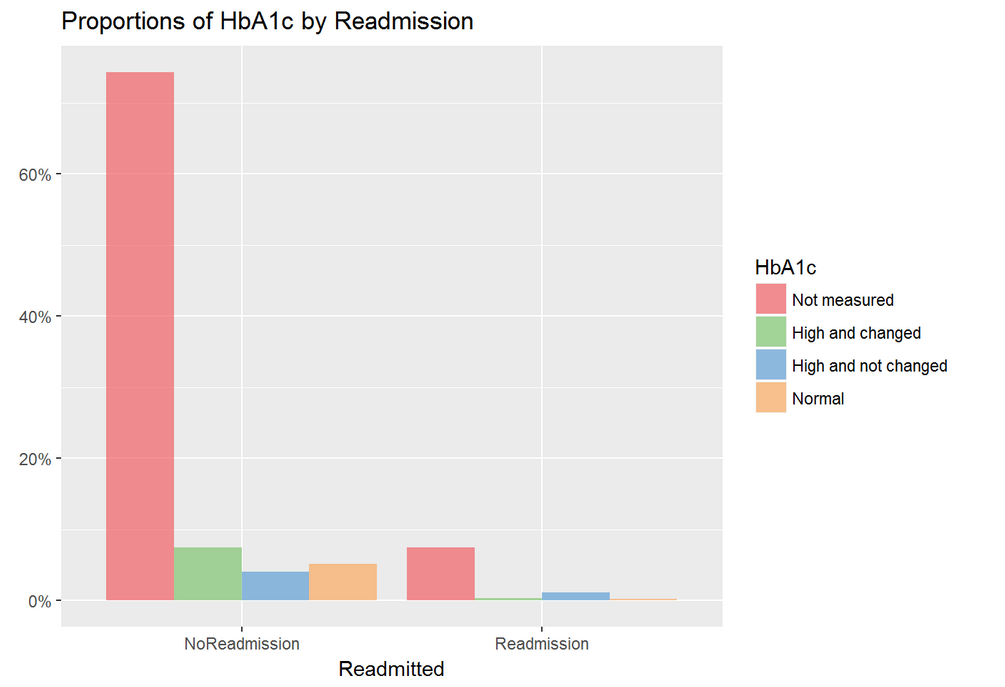 Proportions of HbA1c by Readmission
60%
40%
20%
0%
NoReadmission
Readmission
Readmitted
HbA1c
Not measured
High and changed
High and not changed
Normal